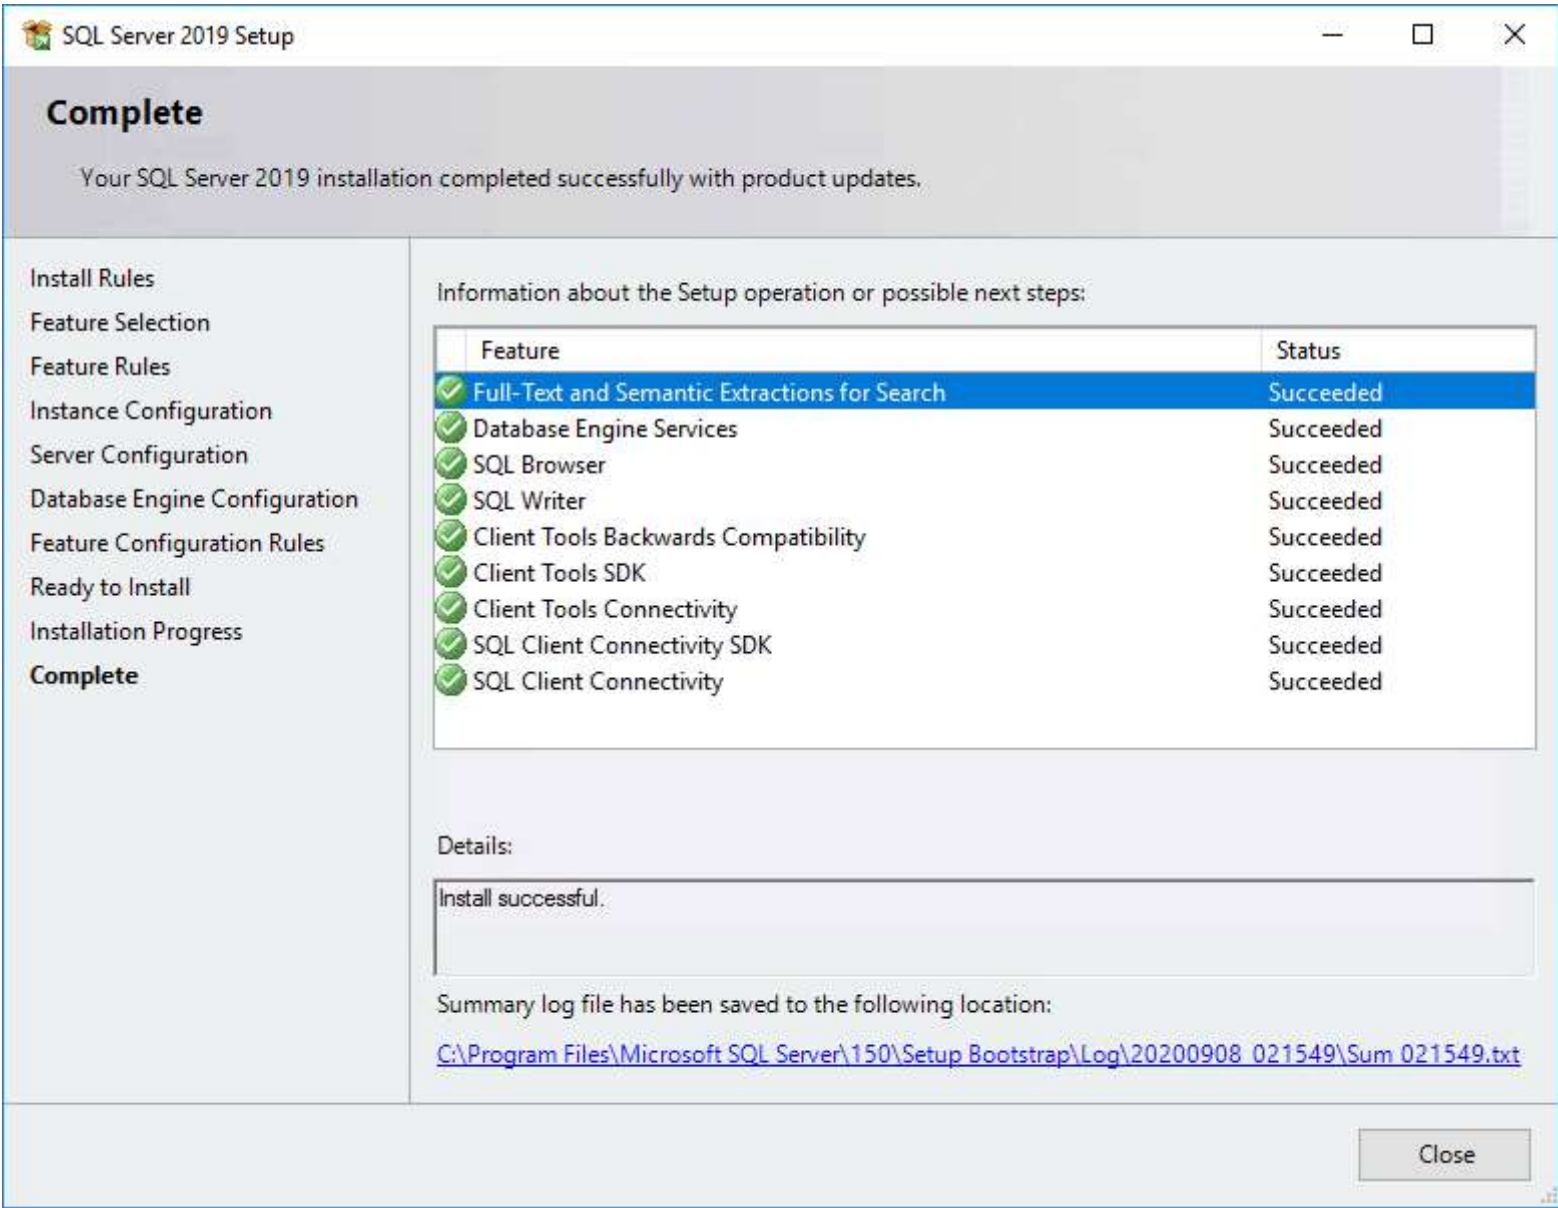 SQL Server 2019 Setup
Complete
Your SQL Server 2019 installation completed successfully with product updates.
Install Rules
Feature Selection
Feature Rules
Instance Configuration
Server Configuration
Database Engine Configuration
Feature Configuration Rules
Ready to Install
Installation Progress
Complete
Information about the Setup operation or possible next steps:
Feature Status
Full-Text and Semantic Extractions for Search Succeeded
Database Engine Services Succeeded
SQL Browser Succeeded
SQL Writer Succeeded
Client Tools Backwards Compatibility Succeeded
Client Tools SDK Succeeded
Client Tools Connectivity Succeeded
SQL Client Connectivity SDK Succeeded
SQL Client Connectivity Succeeded
Details:
Install successful.
Summary log file has been saved to the following location:
C:\Program Files\Microsoft SQL Server\150\Setup Bootstrap\Log\20200908_021549\Sum 021549.txt
Close